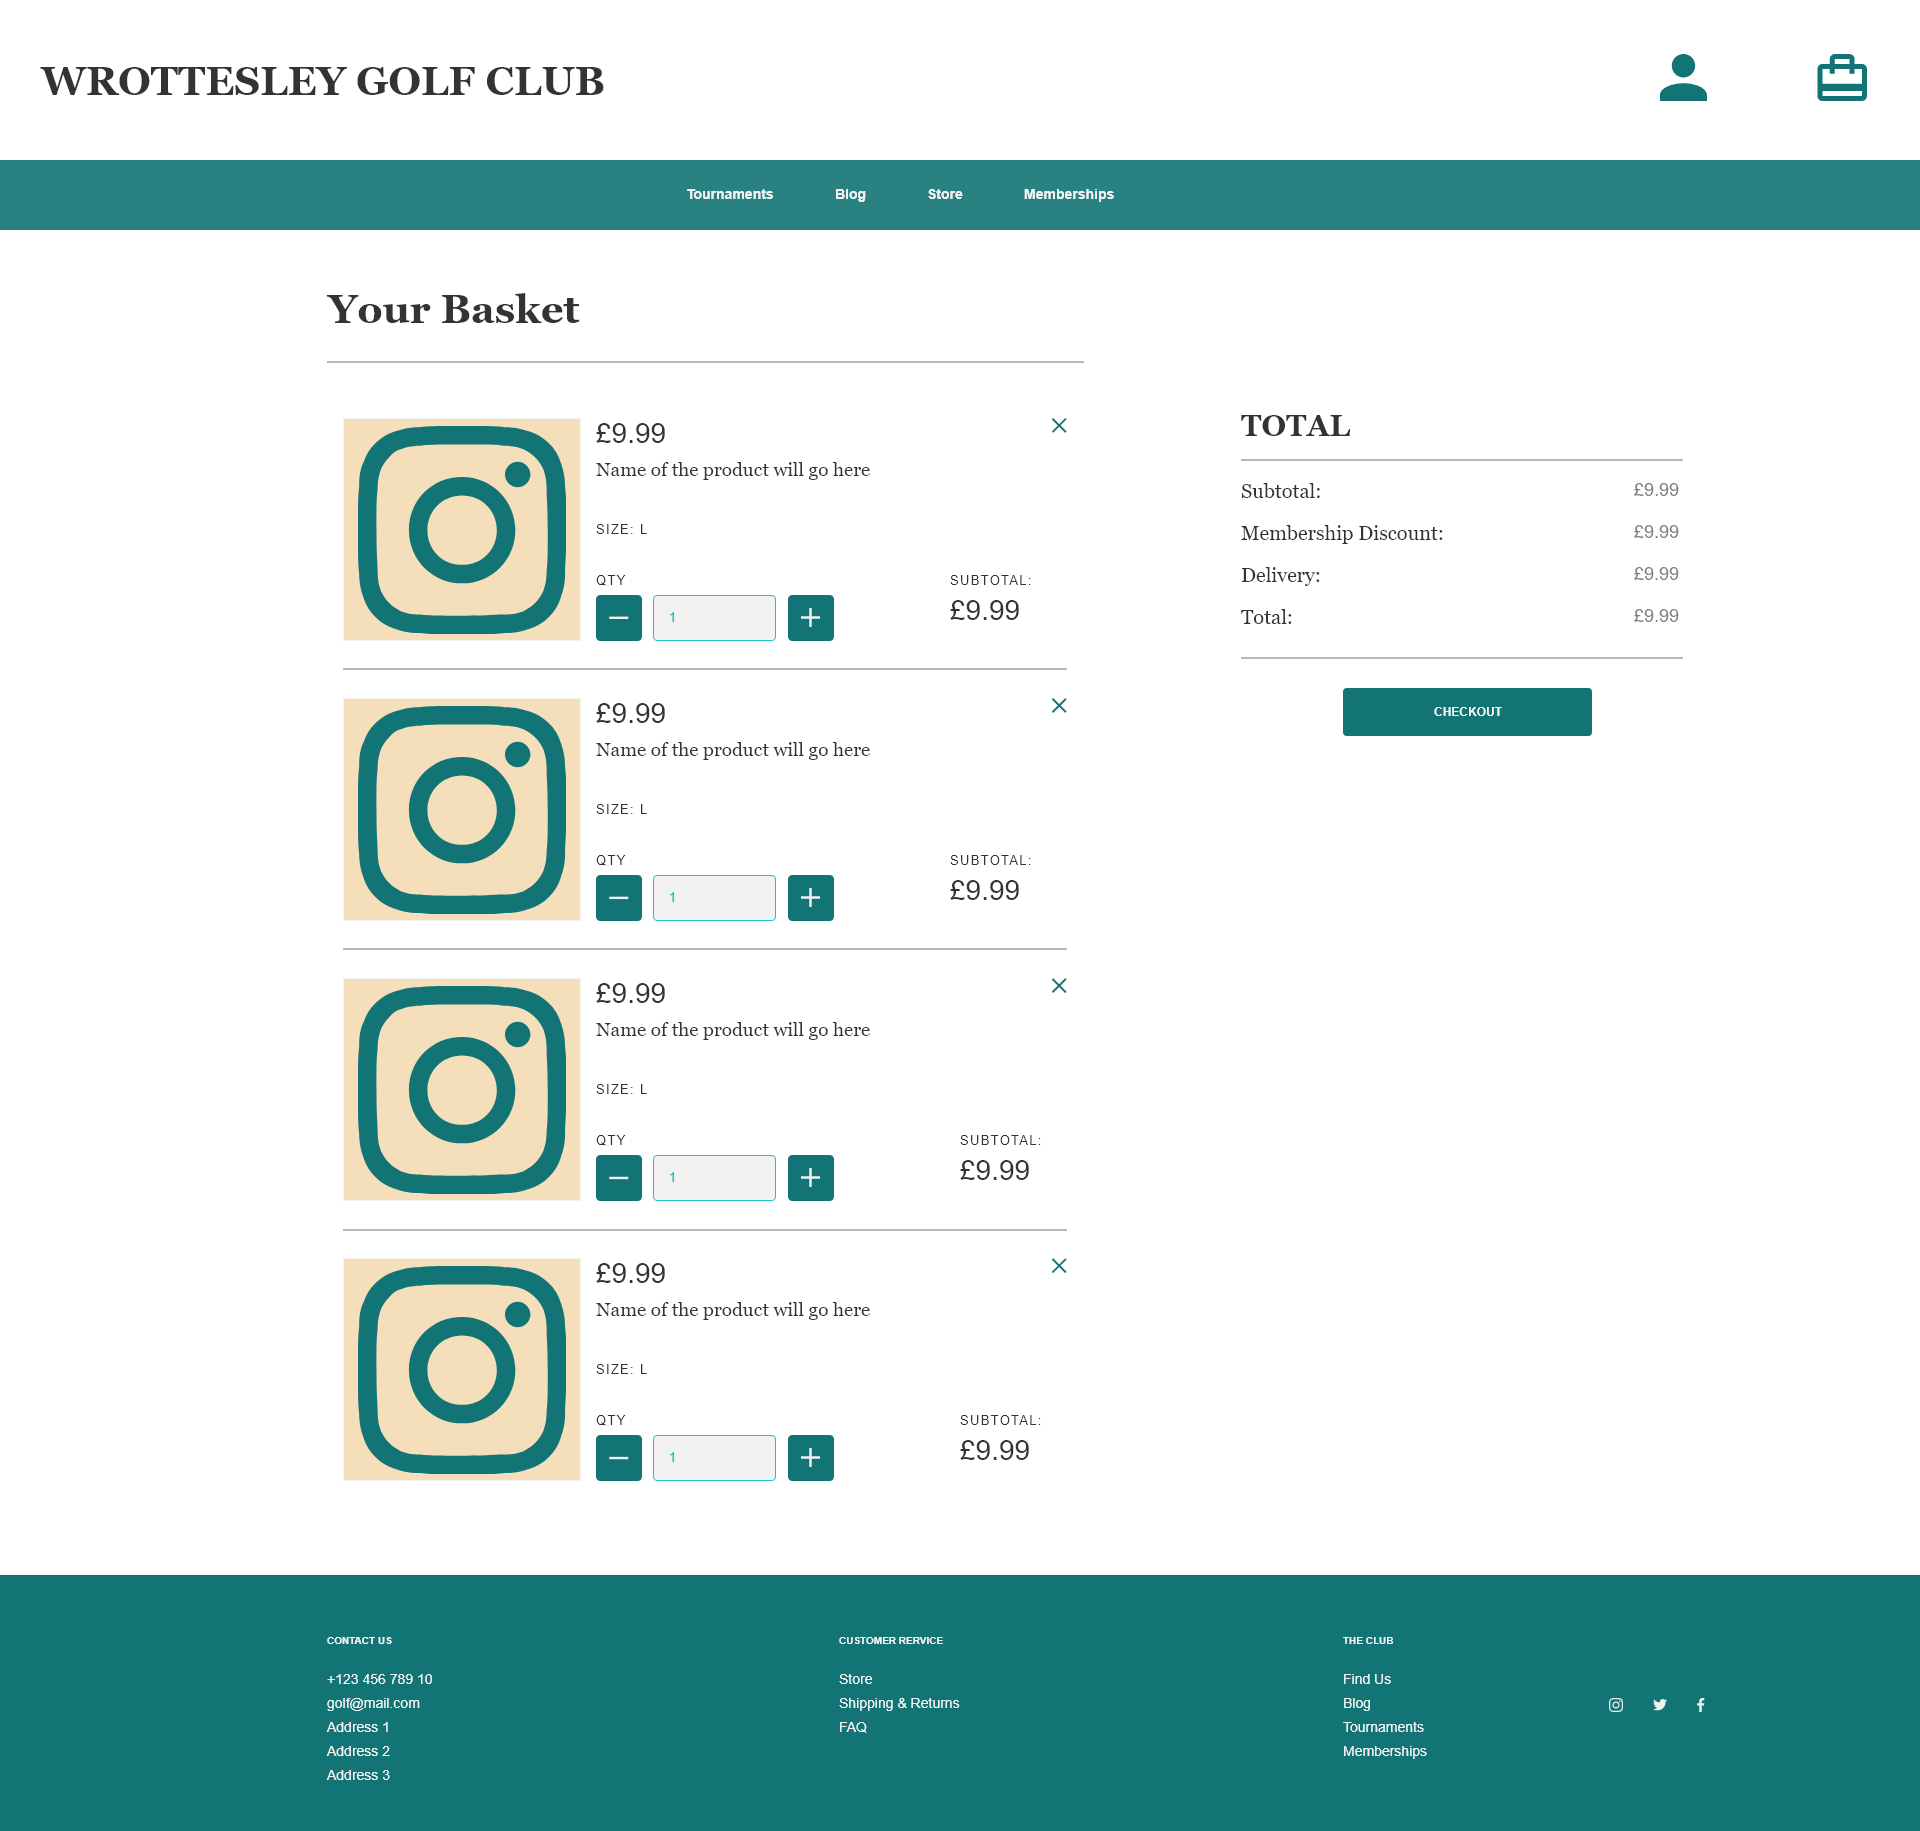 WROTTESLEY GOLF CLUB
Tournaments Blog Store Memberships
Your Basket
£9.99
Name of the product will go here
SIZE: L
QTY
1
SUBTOTAL:
£9.99
£9.99
Name of the product will go here
SIZE: L
QTY
1
SUBTOTAL:
£9.99
£9.99
Name of the product will go here
SIZE: L
QTY
1
SUBTOTAL:
£9.99
£9.99
Name of the product will go here
SIZE: L
QTY
1
SUBTOTAL:
£9.99
TOTAL
Subtotal: £9.99
Membership Discount: £9.99
Delivery: £9.99
Total: £9.99
CHECKOUT
CONTACT US
+123 456 789 10
golf@mail.com
Address 1
Address 2
Address 3
CUSTOMER RERVICE
Store
Shipping & Returns
FAQ
THE CLUB
Find Us
Blog
Tournaments
Memberships